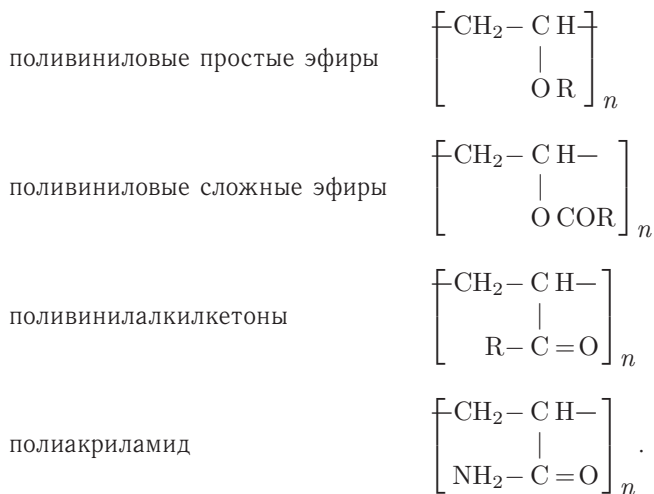 поливиниловые простые эфиры
[–CH₂– CH–]ₙ
|
OR
поливиниловые сложные эфиры
[–CH₂– CH–]ₙ
|
OCOR
поливинилалкилкетоны
[–CH₂– CH–]ₙ
|
R–C=O
полиакриламид
[–CH₂– CH–]ₙ.
|
NH₂–C=O